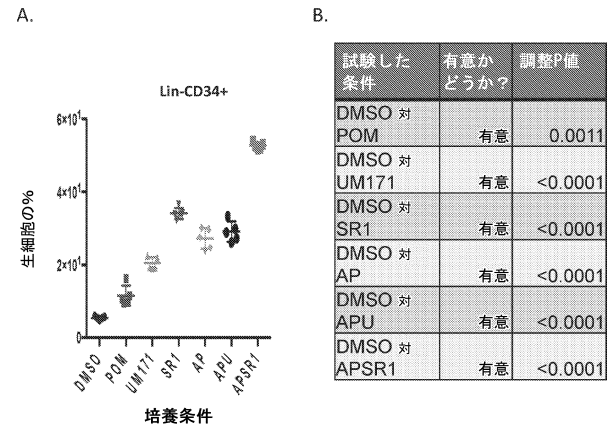 A.
Lin-CD34+
生細胞の%
6×10¹
4×10¹
2×10¹
0
DMSO
POM
UM171
SR1
AP
APU
APSR1
培養条件
B.
試験した 有意か 調整P値
条件 どうか？
DMSO 対
POM 有意 0.0011
DMSO 対
UM171 有意 <0.0001
DMSO 対
SR1 有意 <0.0001
DMSO 対
AP 有意 <0.0001
DMSO 対
APU 有意 <0.0001
DMSO 対
APSR1 有意 <0.0001